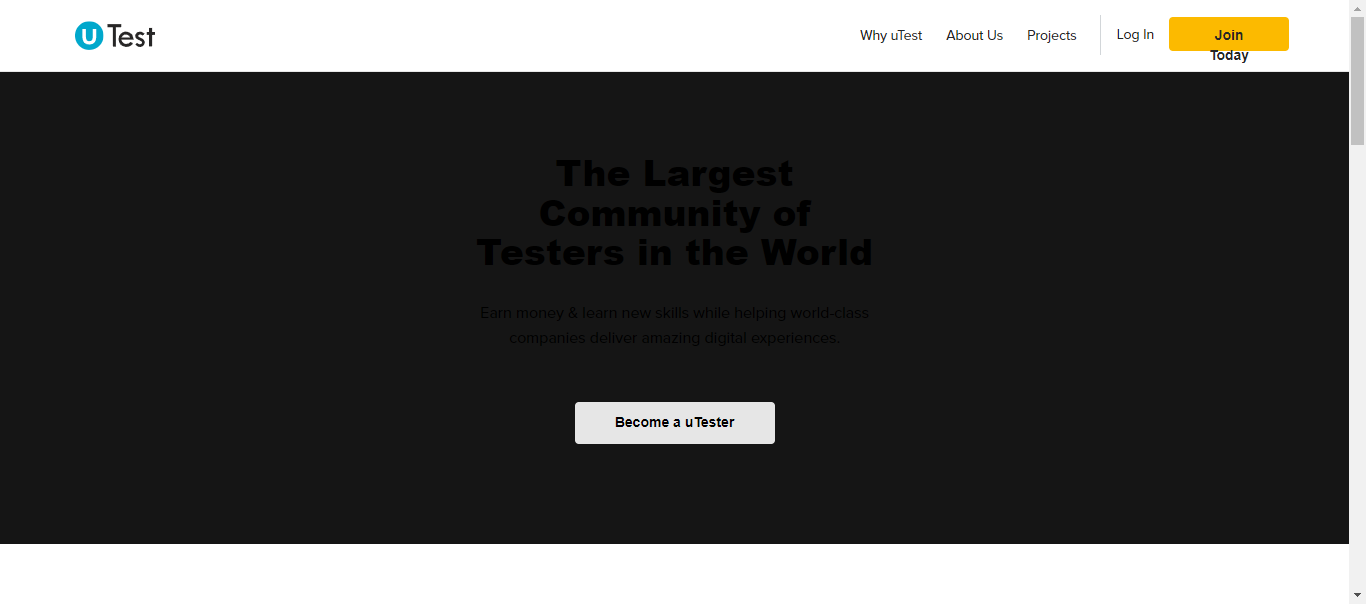 uTest
Why uTest
About Us
Projects
Log In
Join
Today
The Largest
Community of
Testers in the World
Earn money & learn new skills while helping world-class
companies deliver amazing digital experiences.
Become a uTester